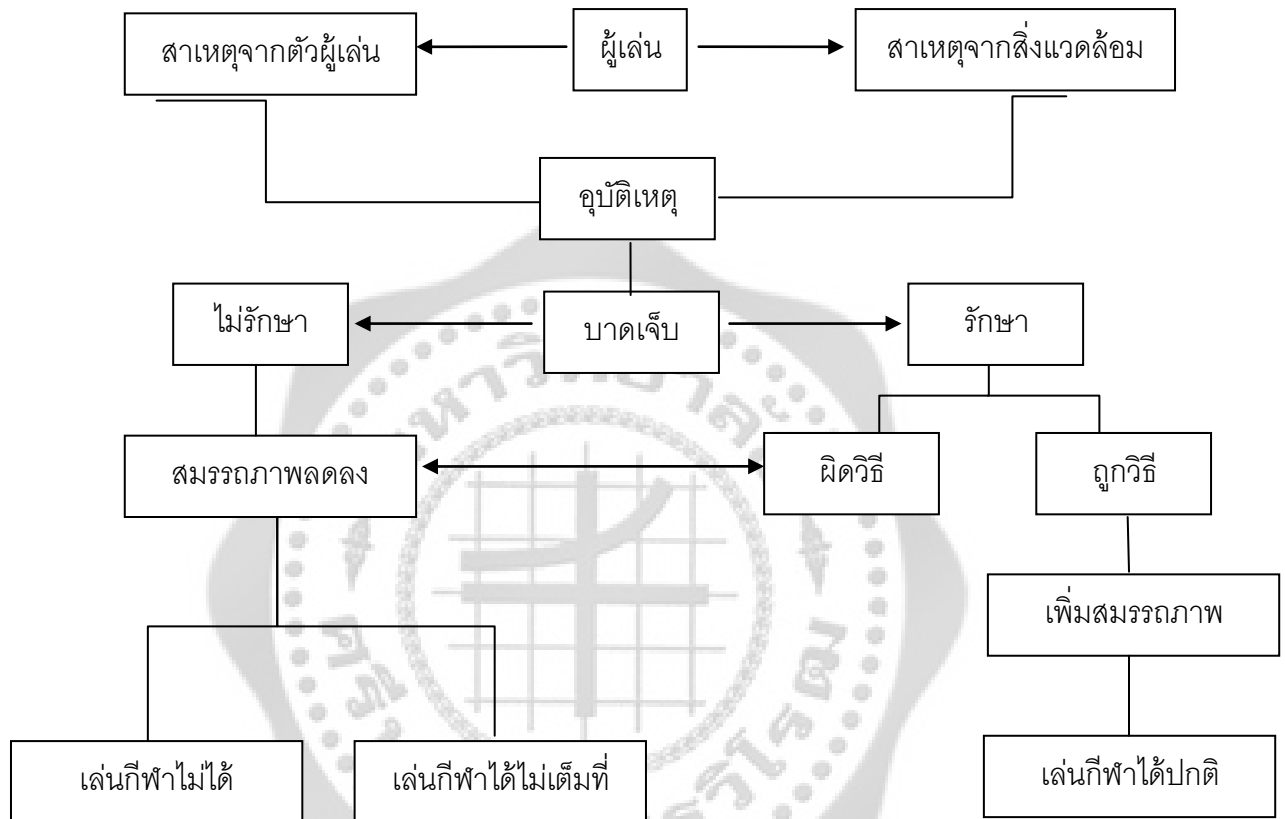 สาเหตุจากตัวผู้เล่น
ผู้เล่น
สาเหตุจากสิ่งแวดล้อม
อุบัติเหตุ
ไม่รักษา
บาดเจ็บ
รักษา
สมรรถภาพลดลง
ผิดวิธี
ถูกวิธี
เพิ่มสมรรถภาพ
เล่นกีฬาไม่ได้
เล่นกีฬาได้ไม่เต็มที่
เล่นกีฬาได้ปกติ